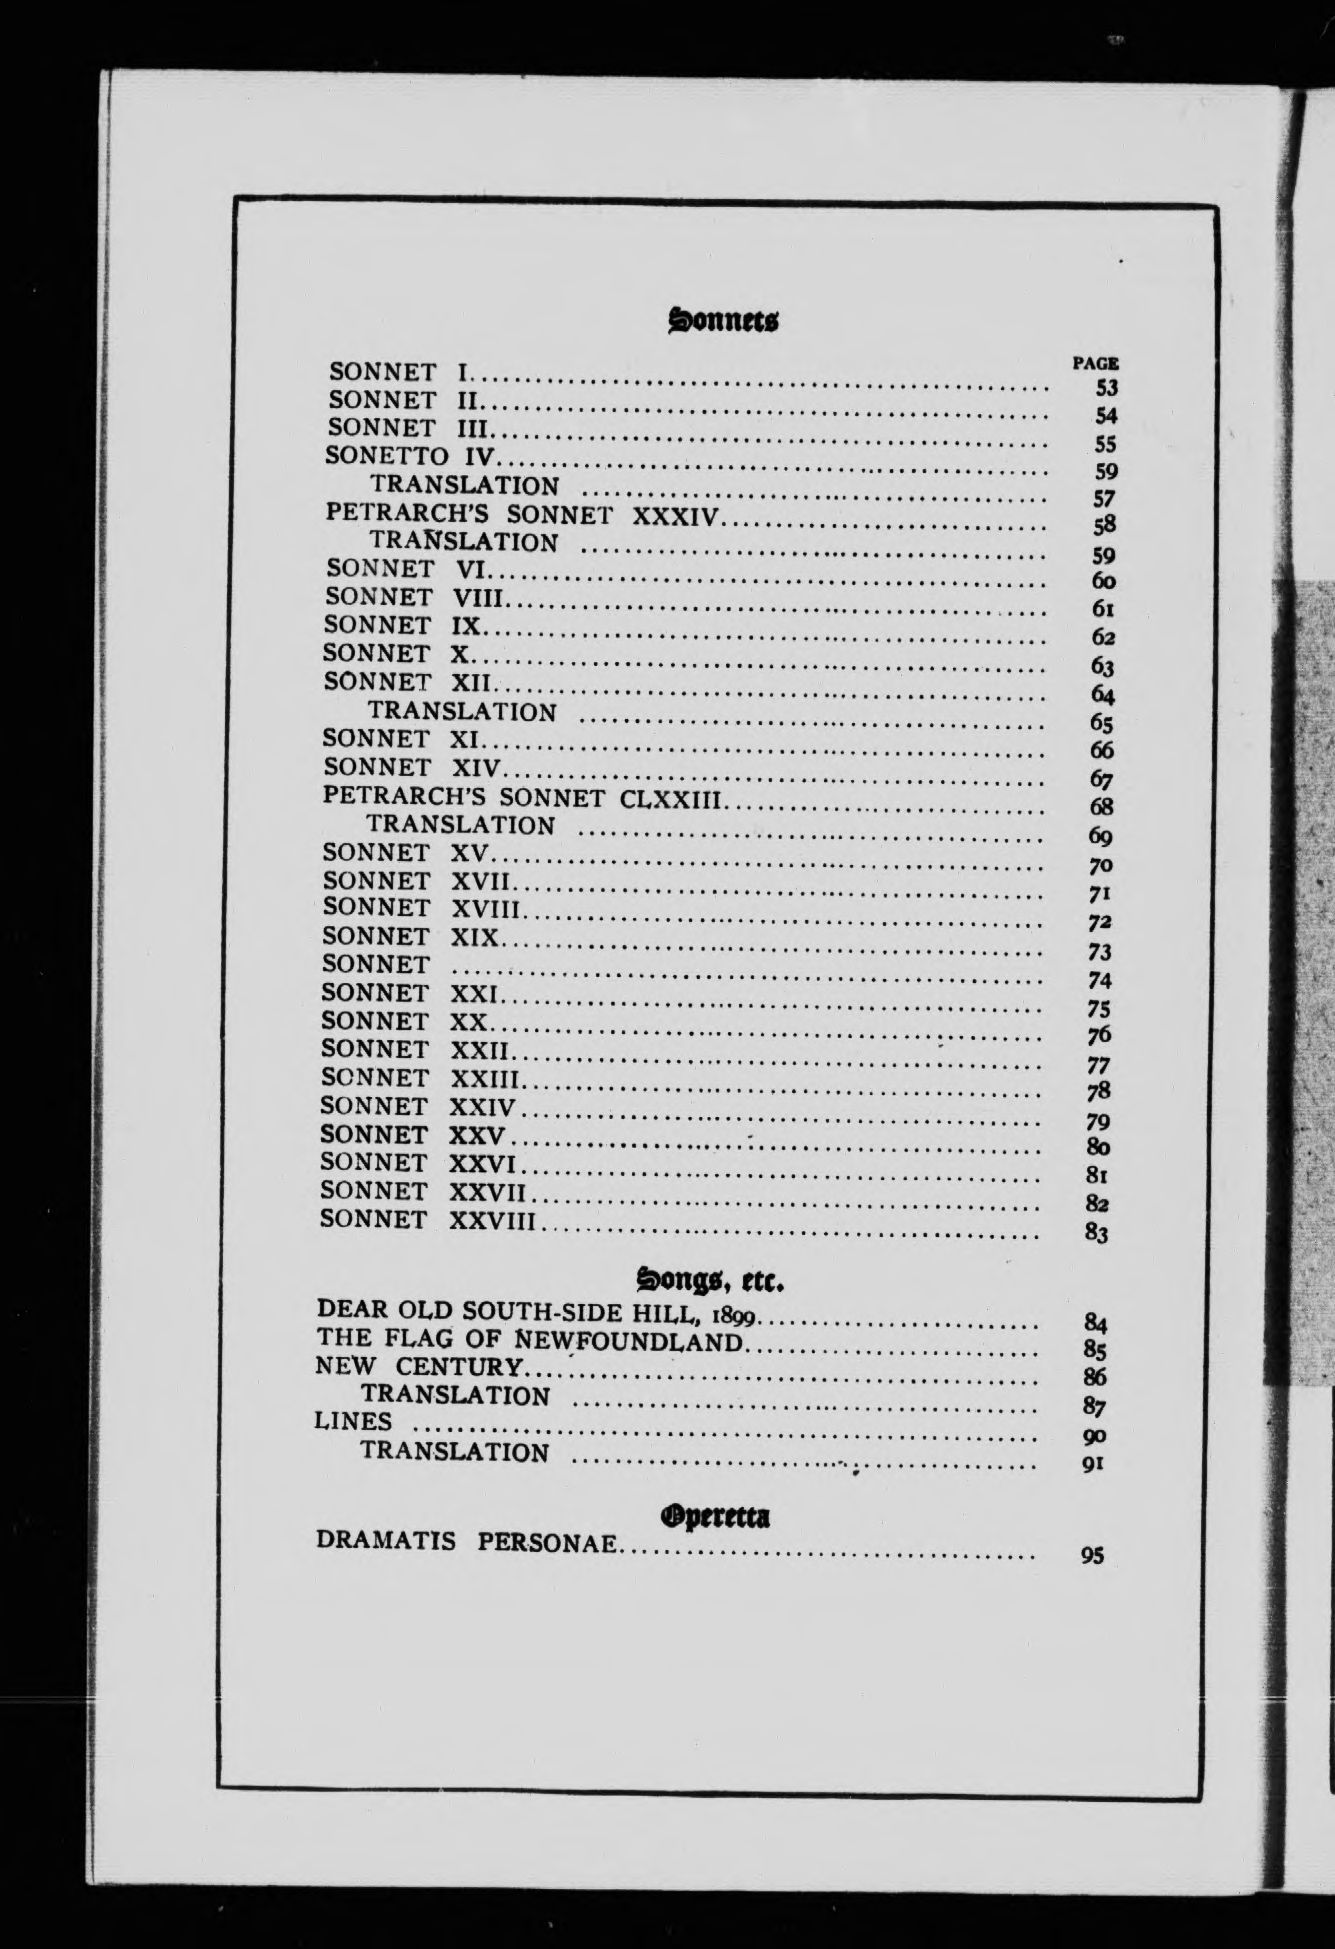 Sonnets
PAGE
SONNET I.................................................... 53
SONNET II................................................... 54
SONNET III.................................................. 55
SONETTO IV.................................................. 59
TRANSLATION .......................................... 57
PETRARCH'S SONNET XXXIV.............................. 58
TRANSLATION .......................................... 59
SONNET VI................................................... 60
SONNET VIII................................................. 61
SONNET IX................................................... 62
SONNET X.................................................... 63
SONNET XII.................................................. 64
TRANSLATION .......................................... 65
SONNET XI................................................... 66
SONNET XIV.................................................. 67
PETRARCH'S SONNET CLXXIII............................. 68
TRANSLATION .......................................... 69
SONNET XV................................................... 70
SONNET XVII................................................. 71
SONNET XVIII................................................ 72
SONNET XIX.................................................. 73
SONNET ..................................................... 74
SONNET XXI.................................................. 75
SONNET XX................................................... 76
SONNET XXII................................................. 77
SONNET XXIII................................................ 78
SONNET XXIV................................................. 79
SONNET XXV.................................................. 80
SONNET XXVI................................................. 81
SONNET XXVII................................................ 82
SONNET XXVIII............................................... 83
Songs, etc.
DEAR OLD SOUTH-SIDE HILL, 1899.......................... 84
THE FLAG OF NEWFOUNDLAND........................... 85
NEW CENTURY............................................... 86
TRANSLATION .......................................... 87
LINES ....................................................... 90
TRANSLATION .......................................... 91
Operetta
DRAMATIS PERSONAE...................................... 95